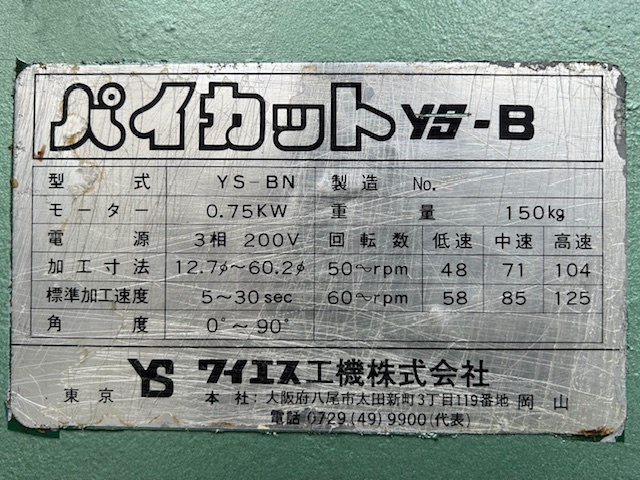 パイカット YS-B
型式 YS-BN 製造 No.
モーター 0.75KW 重量 150kg
電源 3相 200V 回転数 低速 中速 高速
加工寸法 12.7φ～60.2φ 50～rpm 48 71 104
標準加工速度 5～30sec 60～rpm 58 85 125
角度 0°～90°
YS ワイエス工機株式会社
東京 本社：大阪府八尾市太田新町3丁目119番地 岡山
電話 0729（49）9900（代表）